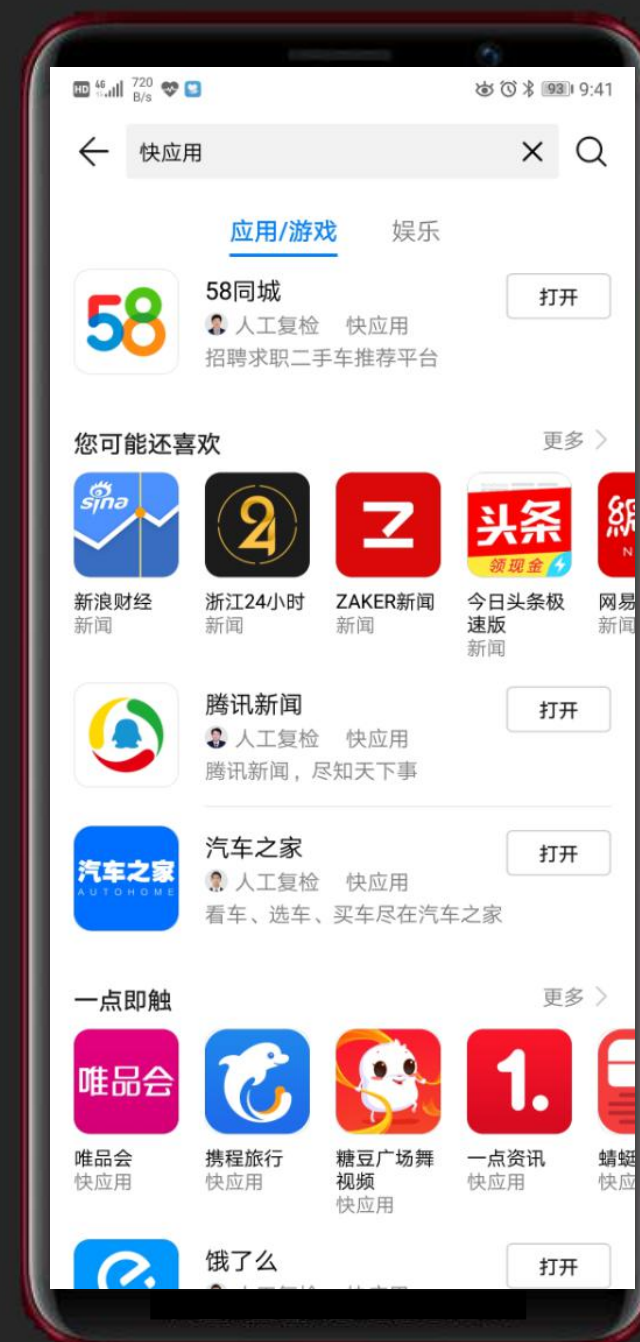 HD 46 720 B/s 93 9:41
快应用
应用/游戏 娱乐
58
58同城
打开
人工复检 快应用
招聘求职二手车推荐平台
您可能还喜欢 更多
sina
24
Z
头条
领现金
新浪财经 浙江24小时 ZAKER新闻 今日头条极速版 网易
新闻 新闻 新闻 新闻 新闻
腾讯新闻
打开
人工复检 快应用
腾讯新闻，尽知天下事
汽车之家
AUTOHOME
汽车之家
打开
人工复检 快应用
看车、选车、买车尽在汽车之家
一点即触 更多
唯品会
1.
唯品会 携程旅行 糖豆广场舞视频 一点资讯 蜻蜓
快应用 快应用 快应用 快应用 快应
饿了么
打开